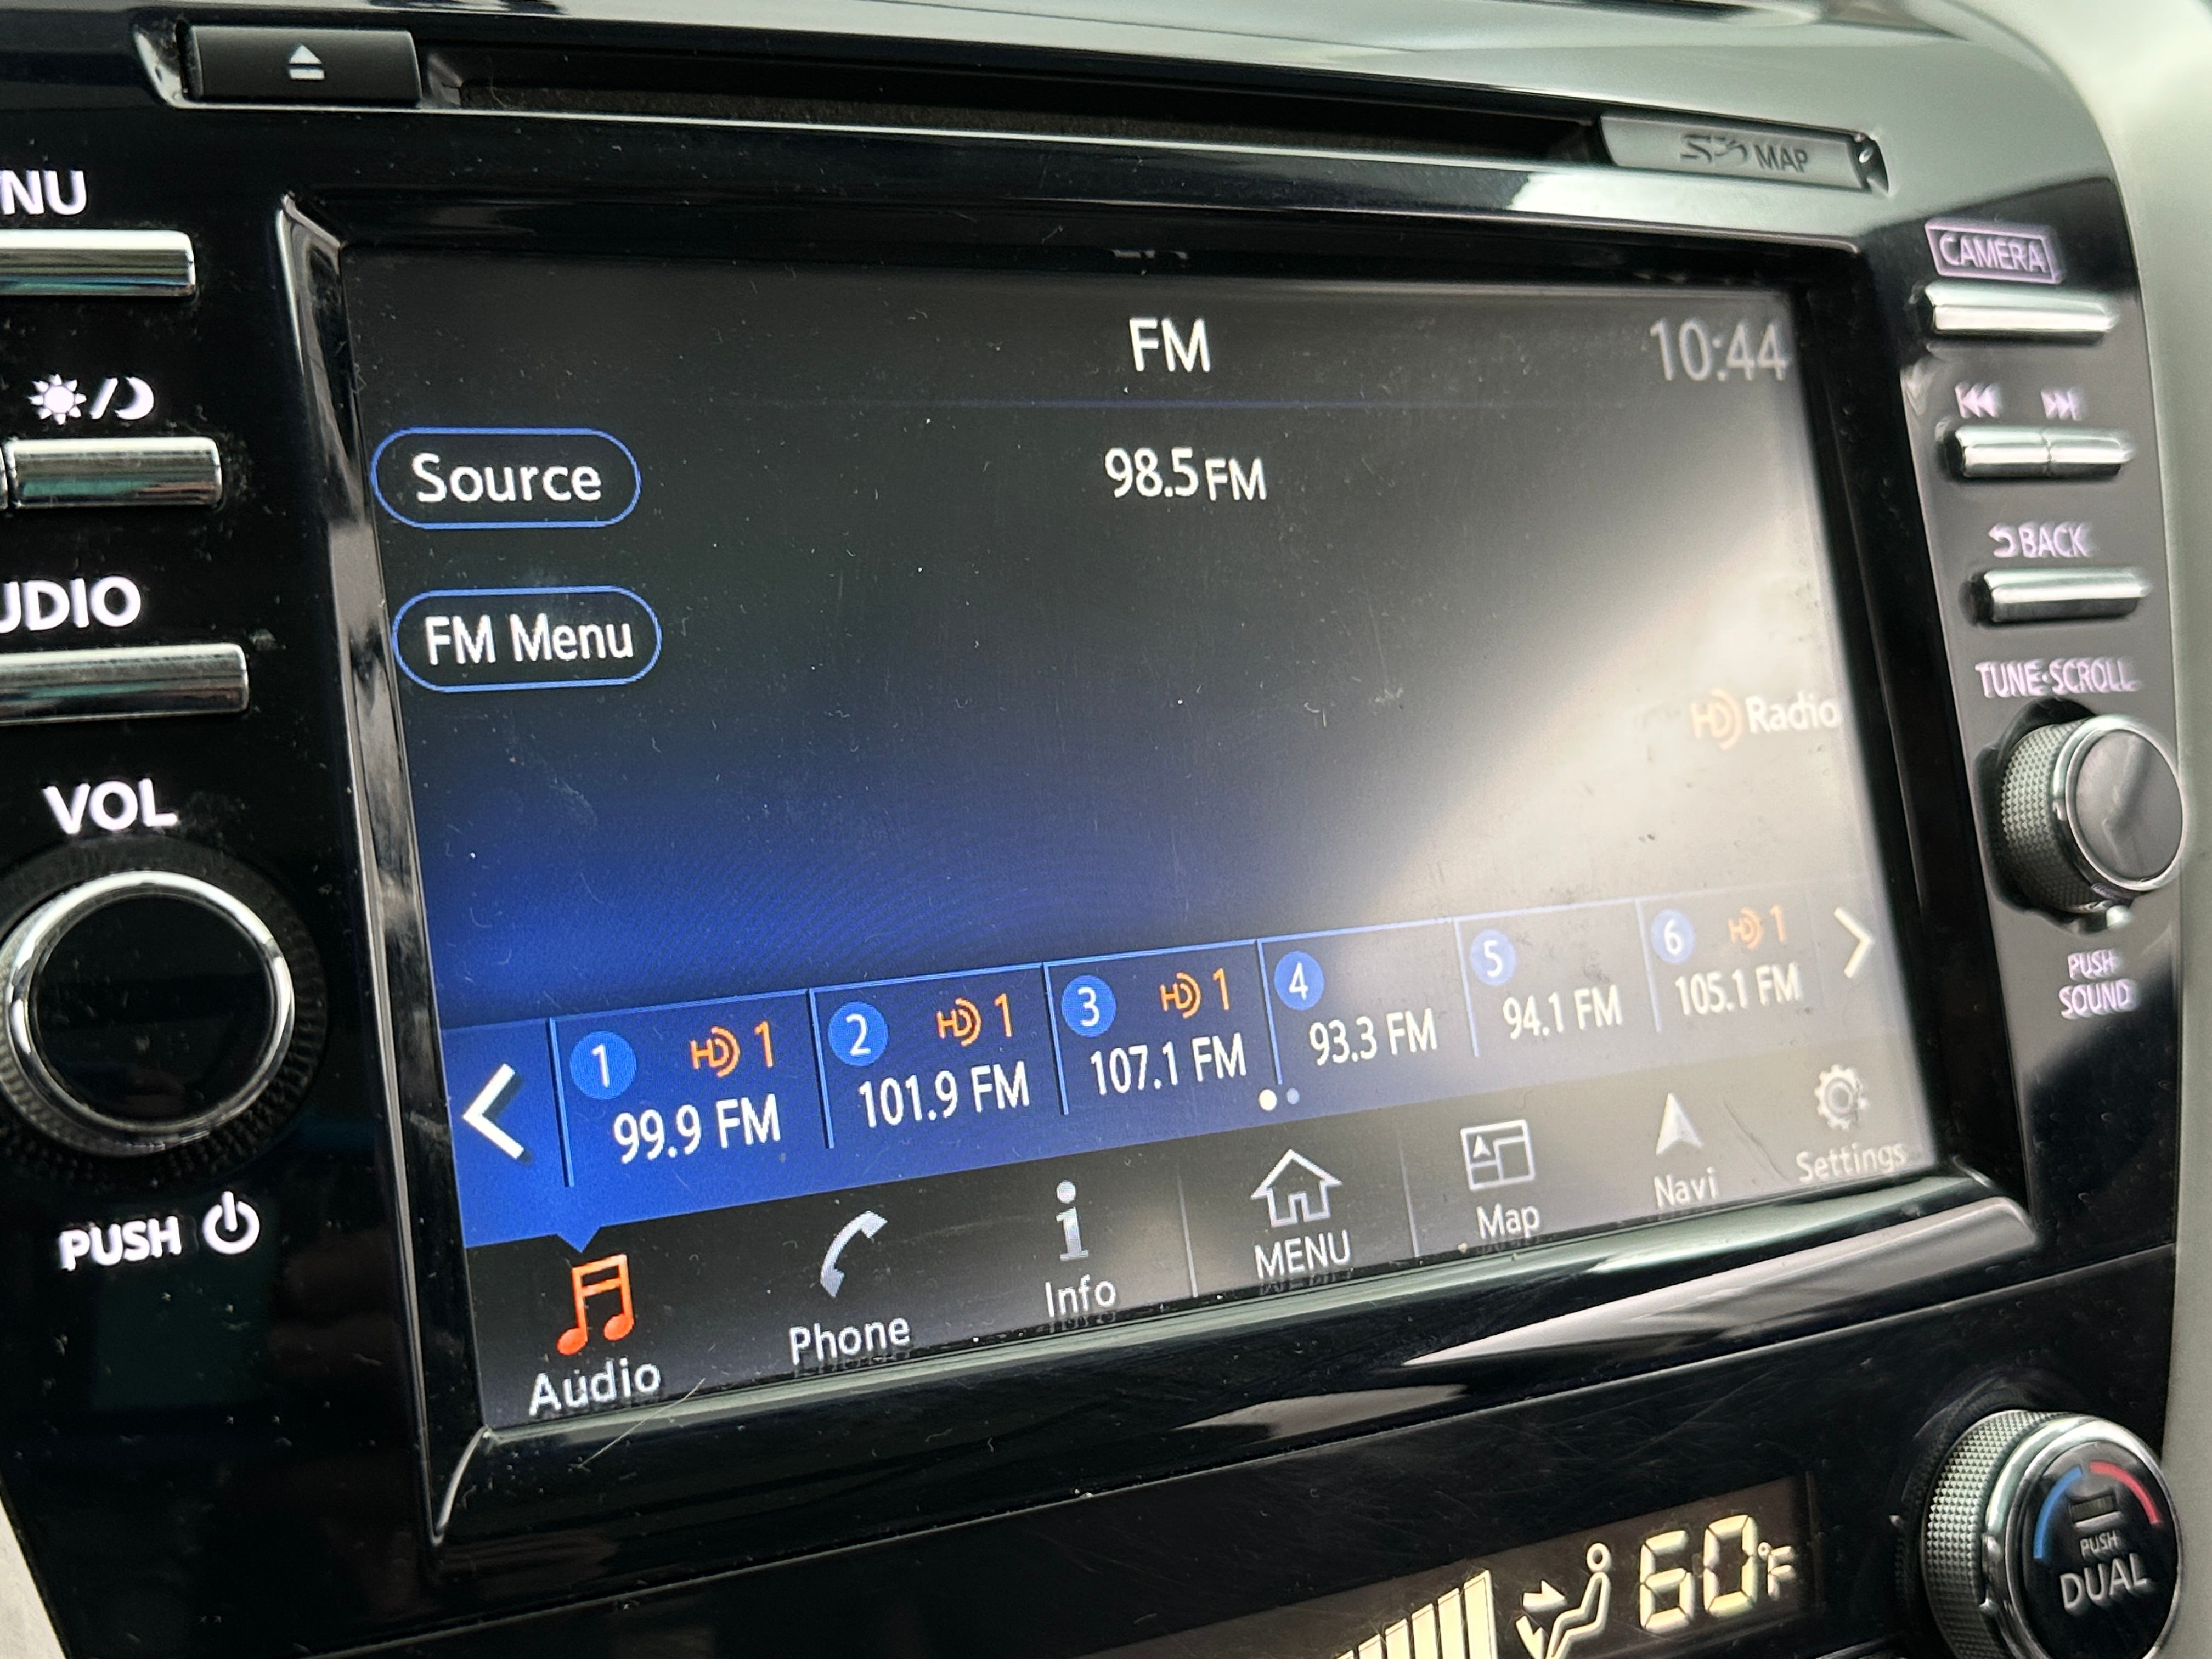 MAP
NU
CAMERA
FM
10:44
Source
98.5 FM
BACK
UDIO
FM Menu
TUNE·SCROLL
HD Radio
VOL
1 HD 1
99.9 FM
2 HD 1
101.9 FM
3 HD 1
107.1 FM
4
93.3 FM
5
94.1 FM
6 HD 1
105.1 FM
PUSH
SOUND
PUSH
Audio
Phone
Info
MENU
Map
Navi
Settings
60°F
PUSH
DUAL